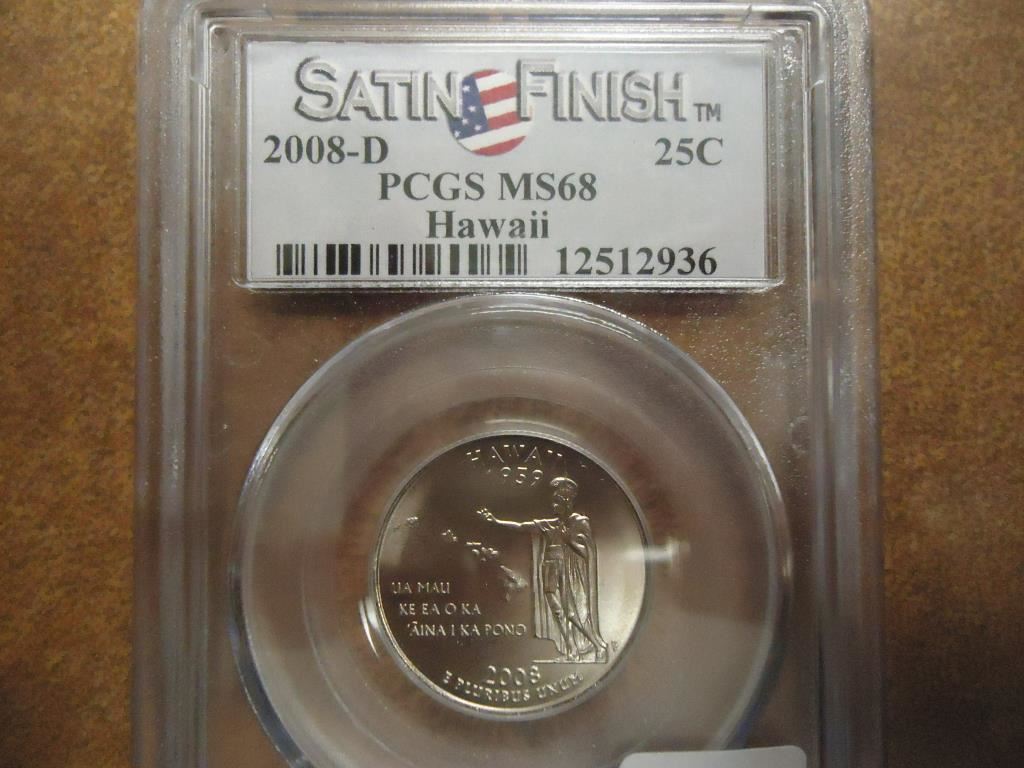 SATIN FINISH™
2008-D 25C
PCGS MS68
Hawaii
12512936
HAWAII
1959
UA MAU
KE EA O KA
ʻĀINA I KA PONO
2008
E PLURIBUS UNUM